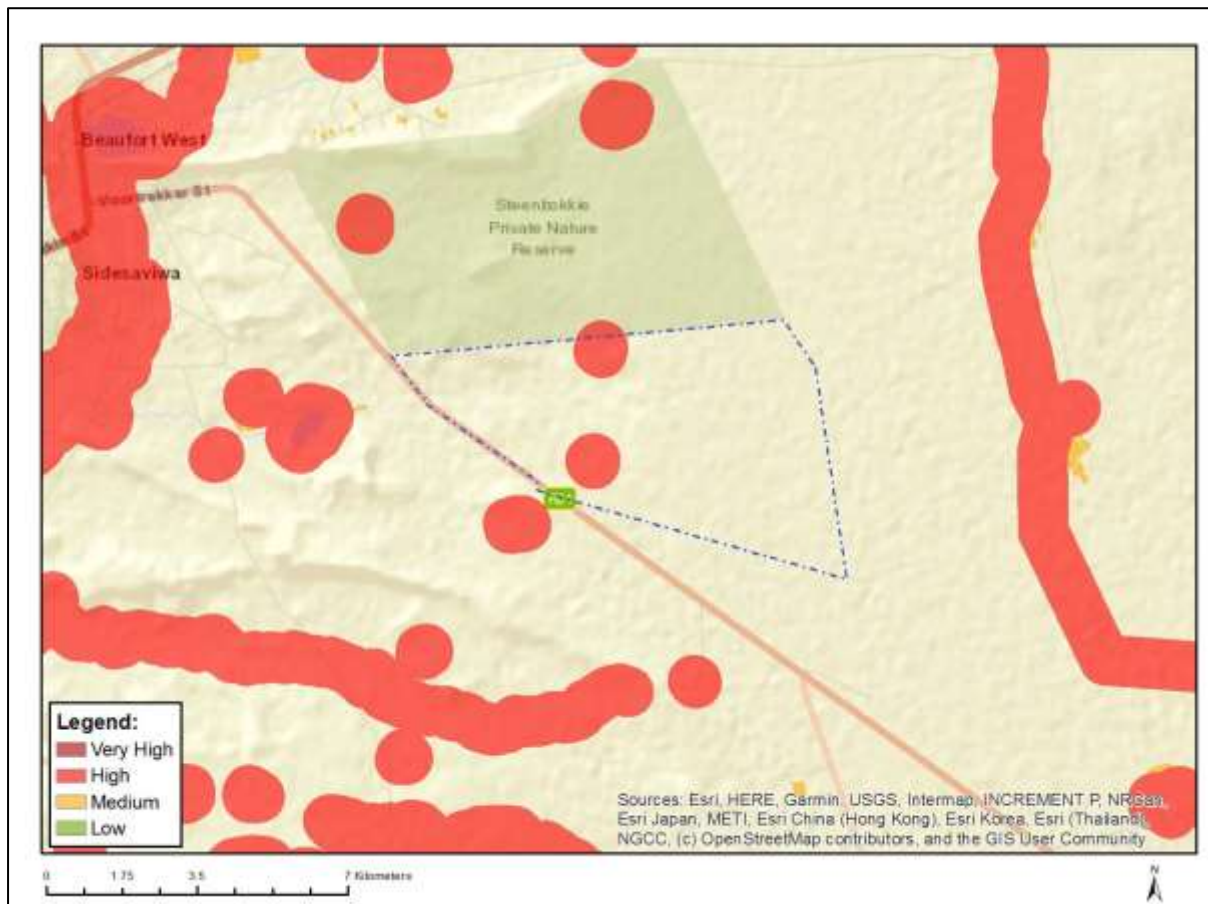 Beaufort West
Sidesaviwa
Steenbokkie
Private Nature
Reserve
Legend:
Very High
High
Medium
Low
Sources: Esri, HERE, Garmin, USGS, Intermap, INCREMENT P, NRCan,
Esri Japan, METI, Esri China (Hong Kong), Esri Korea, Esri (Thailand),
NGCC, (c) OpenStreetMap contributors, and the GIS User Community
0 1.75 3.5 7 Kilometers
N